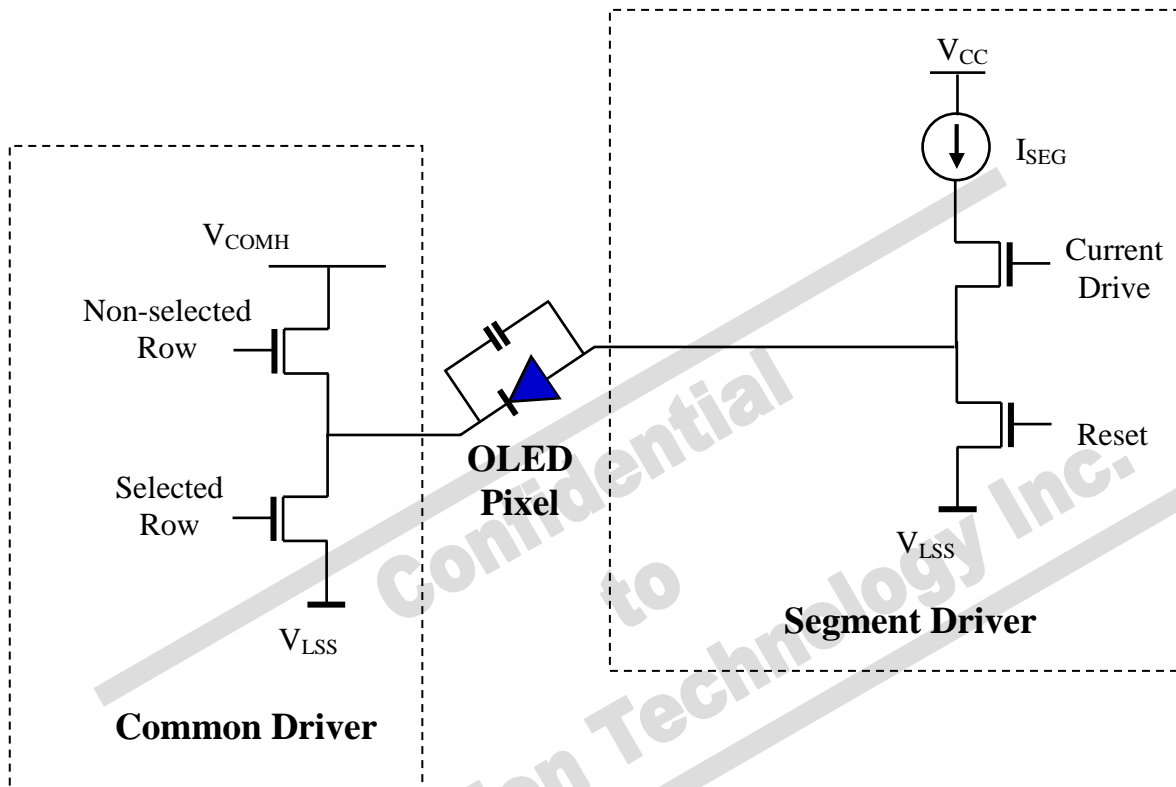 V_CC
I_SEG
V_COMH
Current
Drive
Non-selected
Row
OLED
Pixel
Reset
Selected
Row
V_LSS
V_LSS
Segment Driver
Common Driver
Confidential
to
Technology Inc.